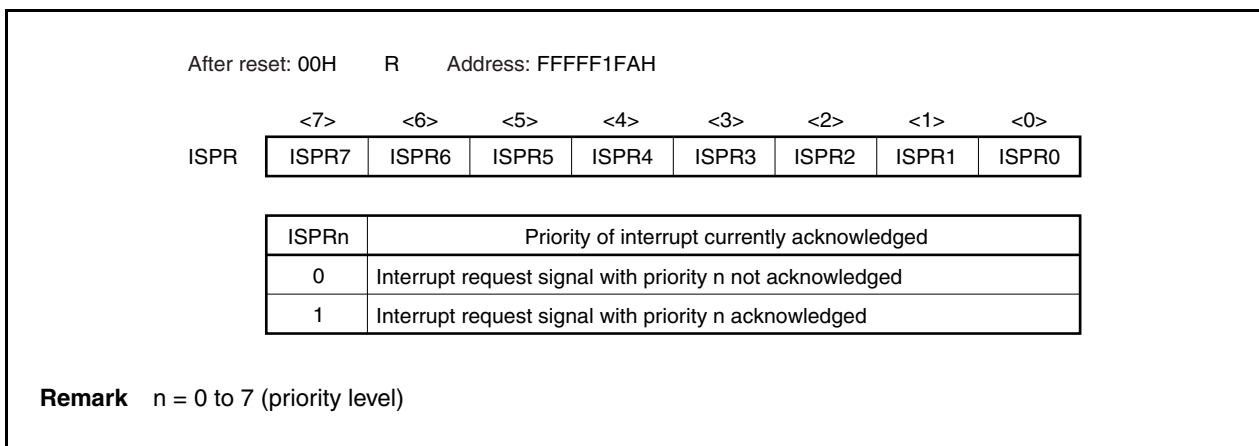 After reset: 00H R Address: FFFFF1FAH
<7> <6> <5> <4> <3> <2> <1> <0>
ISPR ISPR7 ISPR6 ISPR5 ISPR4 ISPR3 ISPR2 ISPR1 ISPR0
ISPRn Priority of interrupt currently acknowledged
0 Interrupt request signal with priority n not acknowledged
1 Interrupt request signal with priority n acknowledged
Remark n = 0 to 7 (priority level)